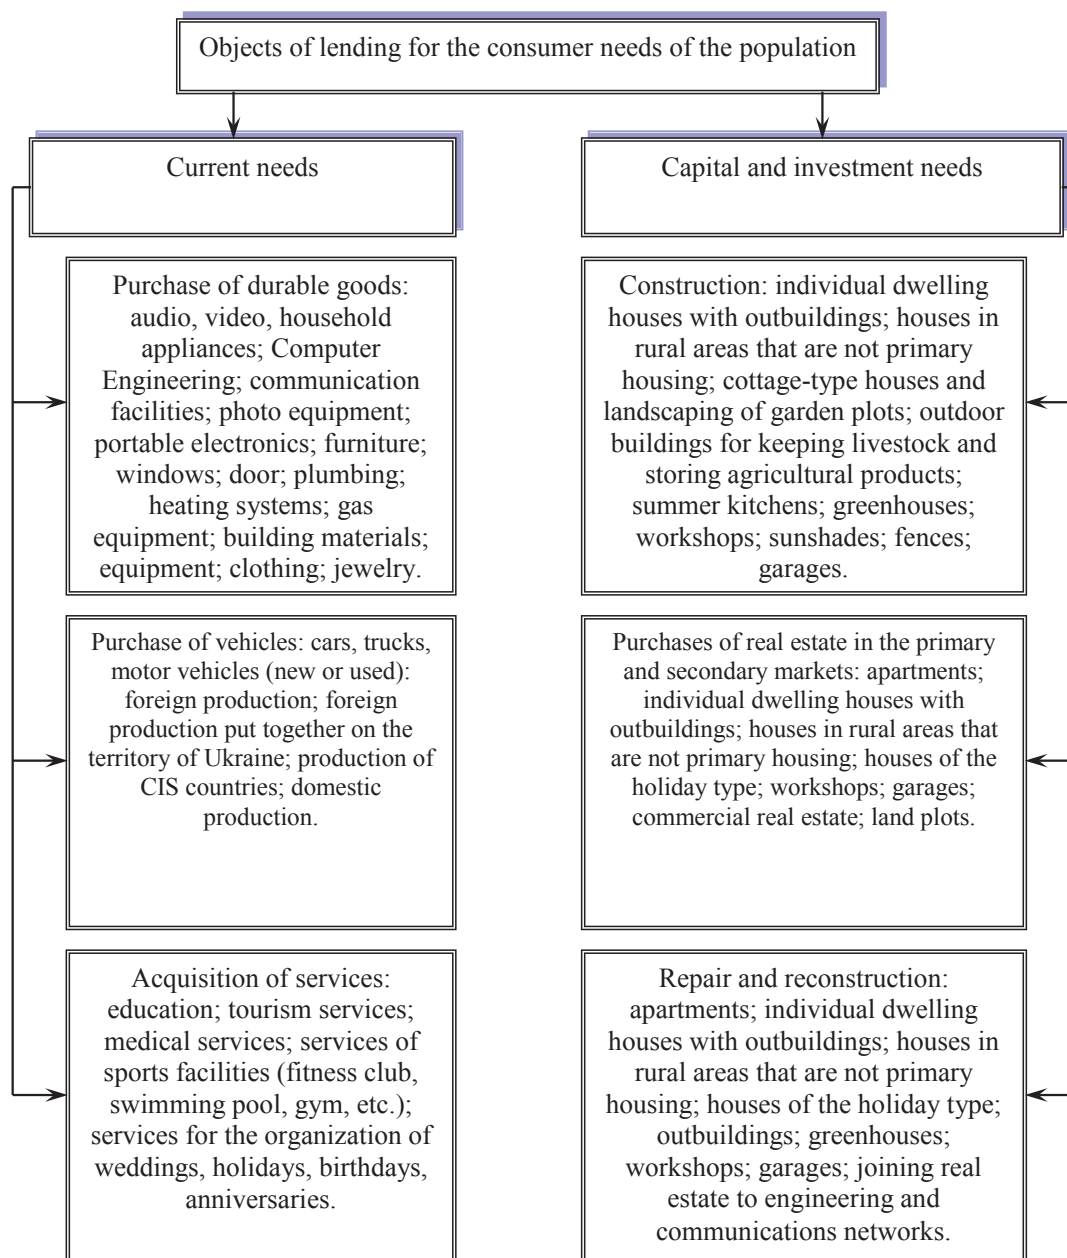 Objects of lending for the consumer needs of the population
Current needs
Capital and investment needs
Purchase of durable goods:
audio, video, household
appliances; Computer
Engineering; communication
facilities; photo equipment;
portable electronics; furniture;
windows; door; plumbing;
heating systems; gas
equipment; building materials;
equipment; clothing; jewelry.
Construction: individual dwelling
houses with outbuildings; houses in
rural areas that are not primary
housing; cottage-type houses and
landscaping of garden plots; outdoor
buildings for keeping livestock and
storing agricultural products;
summer kitchens; greenhouses;
workshops; sunshades; fences;
garages.
Purchase of vehicles: cars, trucks,
motor vehicles (new or used):
foreign production; foreign
production put together on the
territory of Ukraine; production of
CIS countries; domestic
production.
Purchases of real estate in the primary
and secondary markets: apartments;
individual dwelling houses with
outbuildings; houses in rural areas that
are not primary housing; houses of the
holiday type; workshops; garages;
commercial real estate; land plots.
Acquisition of services:
education; tourism services;
medical services; services of
sports facilities (fitness club,
swimming pool, gym, etc.);
services for the organization of
weddings, holidays, birthdays,
anniversaries.
Repair and reconstruction:
apartments; individual dwelling
houses with outbuildings; houses in
rural areas that are not primary
housing; houses of the holiday type;
outbuildings; greenhouses;
workshops; garages; joining real
estate to engineering and
communications networks.